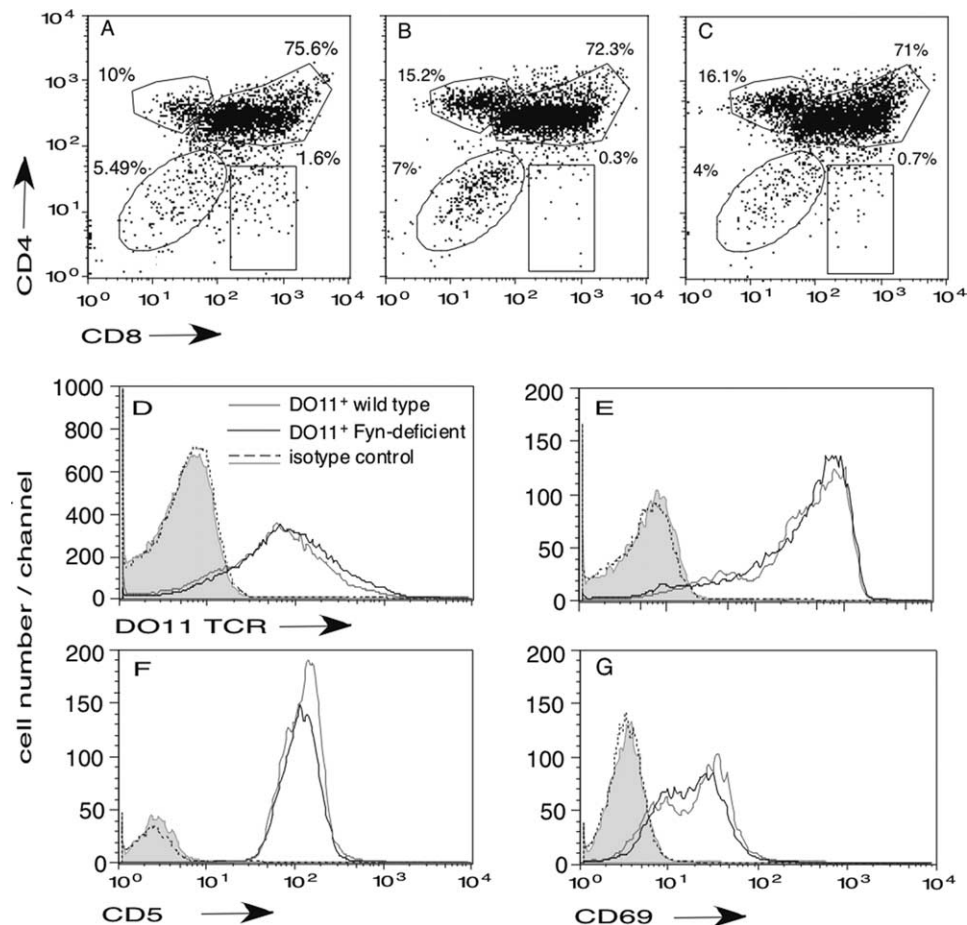 A B C
10⁴
10³
10²
10¹
10⁰
CD4
10% 75.6%
5.49% 1.6%
15.2% 72.3%
7% 0.3%
16.1% 71%
4% 0.7%
10⁰ 10¹ 10² 10³ 10⁴
10⁰ 10¹ 10² 10³ 10⁴
10⁰ 10¹ 10² 10³ 10⁴
CD8
cell number / channel
D
1000
800
600
400
200
0
DO11⁺ wild type
DO11⁺ Fyn-deficient
isotype control
DO11 TCR
E
200
150
100
50
0
F
200
150
100
50
0
10⁰ 10¹ 10² 10³ 10⁴
CD5
G
200
150
100
50
0
10⁰ 10¹ 10² 10³ 10⁴
CD69